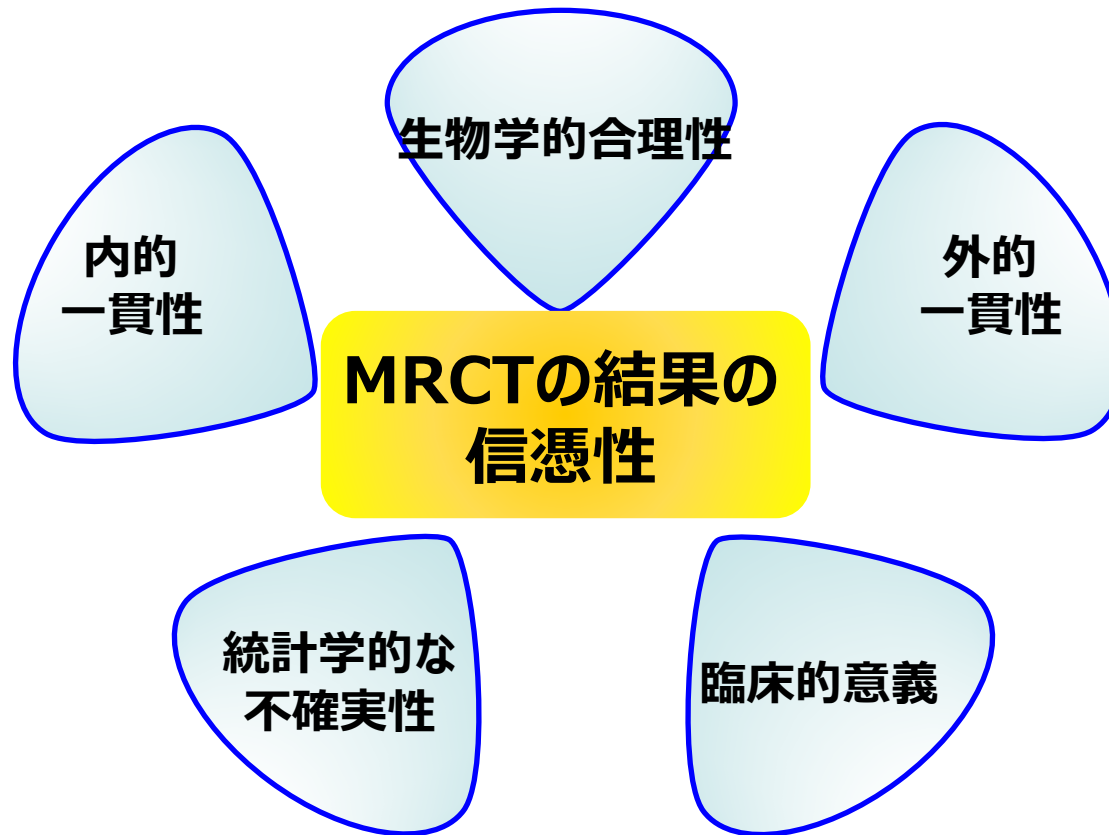 生物学的合理性
内的
一貫性
外的
一貫性
MRCTの結果の
信憑性
統計学的な
不確実性
臨床的意義